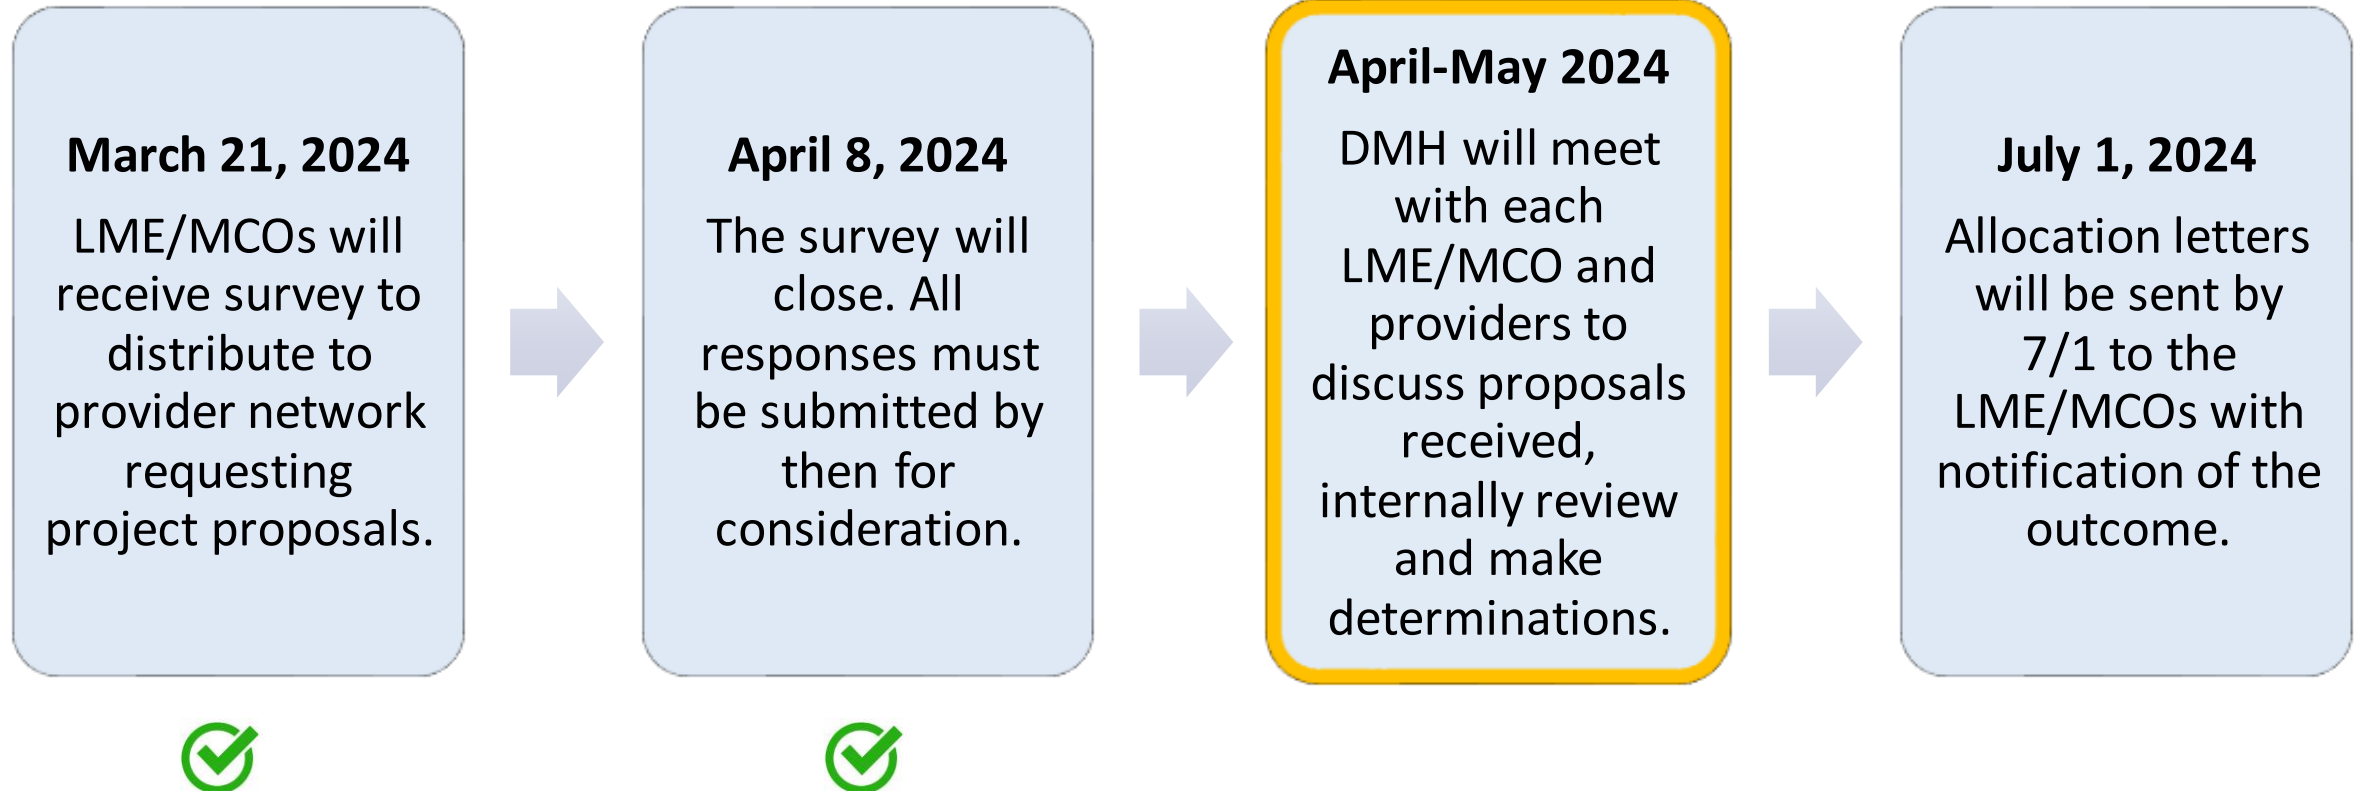 March 21, 2024
LME/MCOs will
receive survey to
distribute to
provider network
requesting
project proposals.
April 8, 2024
The survey will
close. All
responses must
be submitted by
then for
consideration.
April-May 2024
DMH will meet
with each
LME/MCO and
providers to
discuss proposals
received,
internally review
and make
determinations.
July 1, 2024
Allocation letters
will be sent by
7/1 to the
LME/MCOs with
notification of the
outcome.